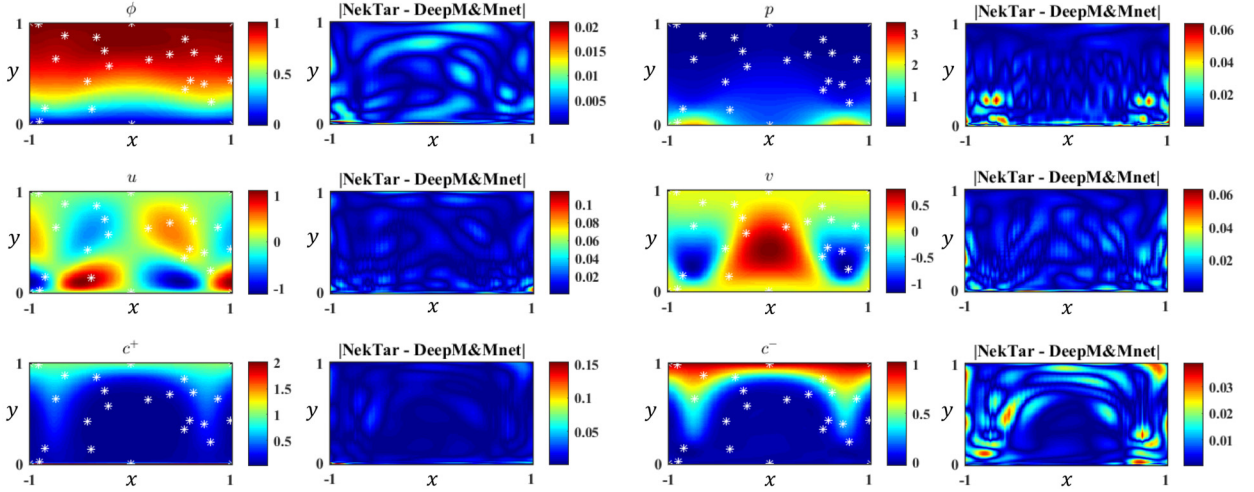 ϕ |NekTar - DeepM&Mnet| p |NekTar - DeepM&Mnet|
1 1 1 0.02 1 3 1 0.06
y 0.5 0.015 y 2 0.04
0.01 1 0.02
0 0 0 0.005 0 0
-1 x 1 -1 x 1 -1 x 1 -1 x 1
u |NekTar - DeepM&Mnet| v |NekTar - DeepM&Mnet|
1 1 1 0.1 1 0.5 1 0.06
y 0 0.08 y 0 0.04
0.06 -0.5
0.04 0.02
0 -1 0 0.02 0 -1 0
-1 x 1 -1 x 1 -1 x 1 -1 x 1
c+ |NekTar - DeepM&Mnet| c− |NekTar - DeepM&Mnet|
1 2 1 0.15 1 1 1
y 1.5 0.1 y 0.5 0.03
1 0.02
0.5 0.05 0.01
0 0 0 0 0
-1 x 1 -1 x 1 -1 x 1 -1 x 1